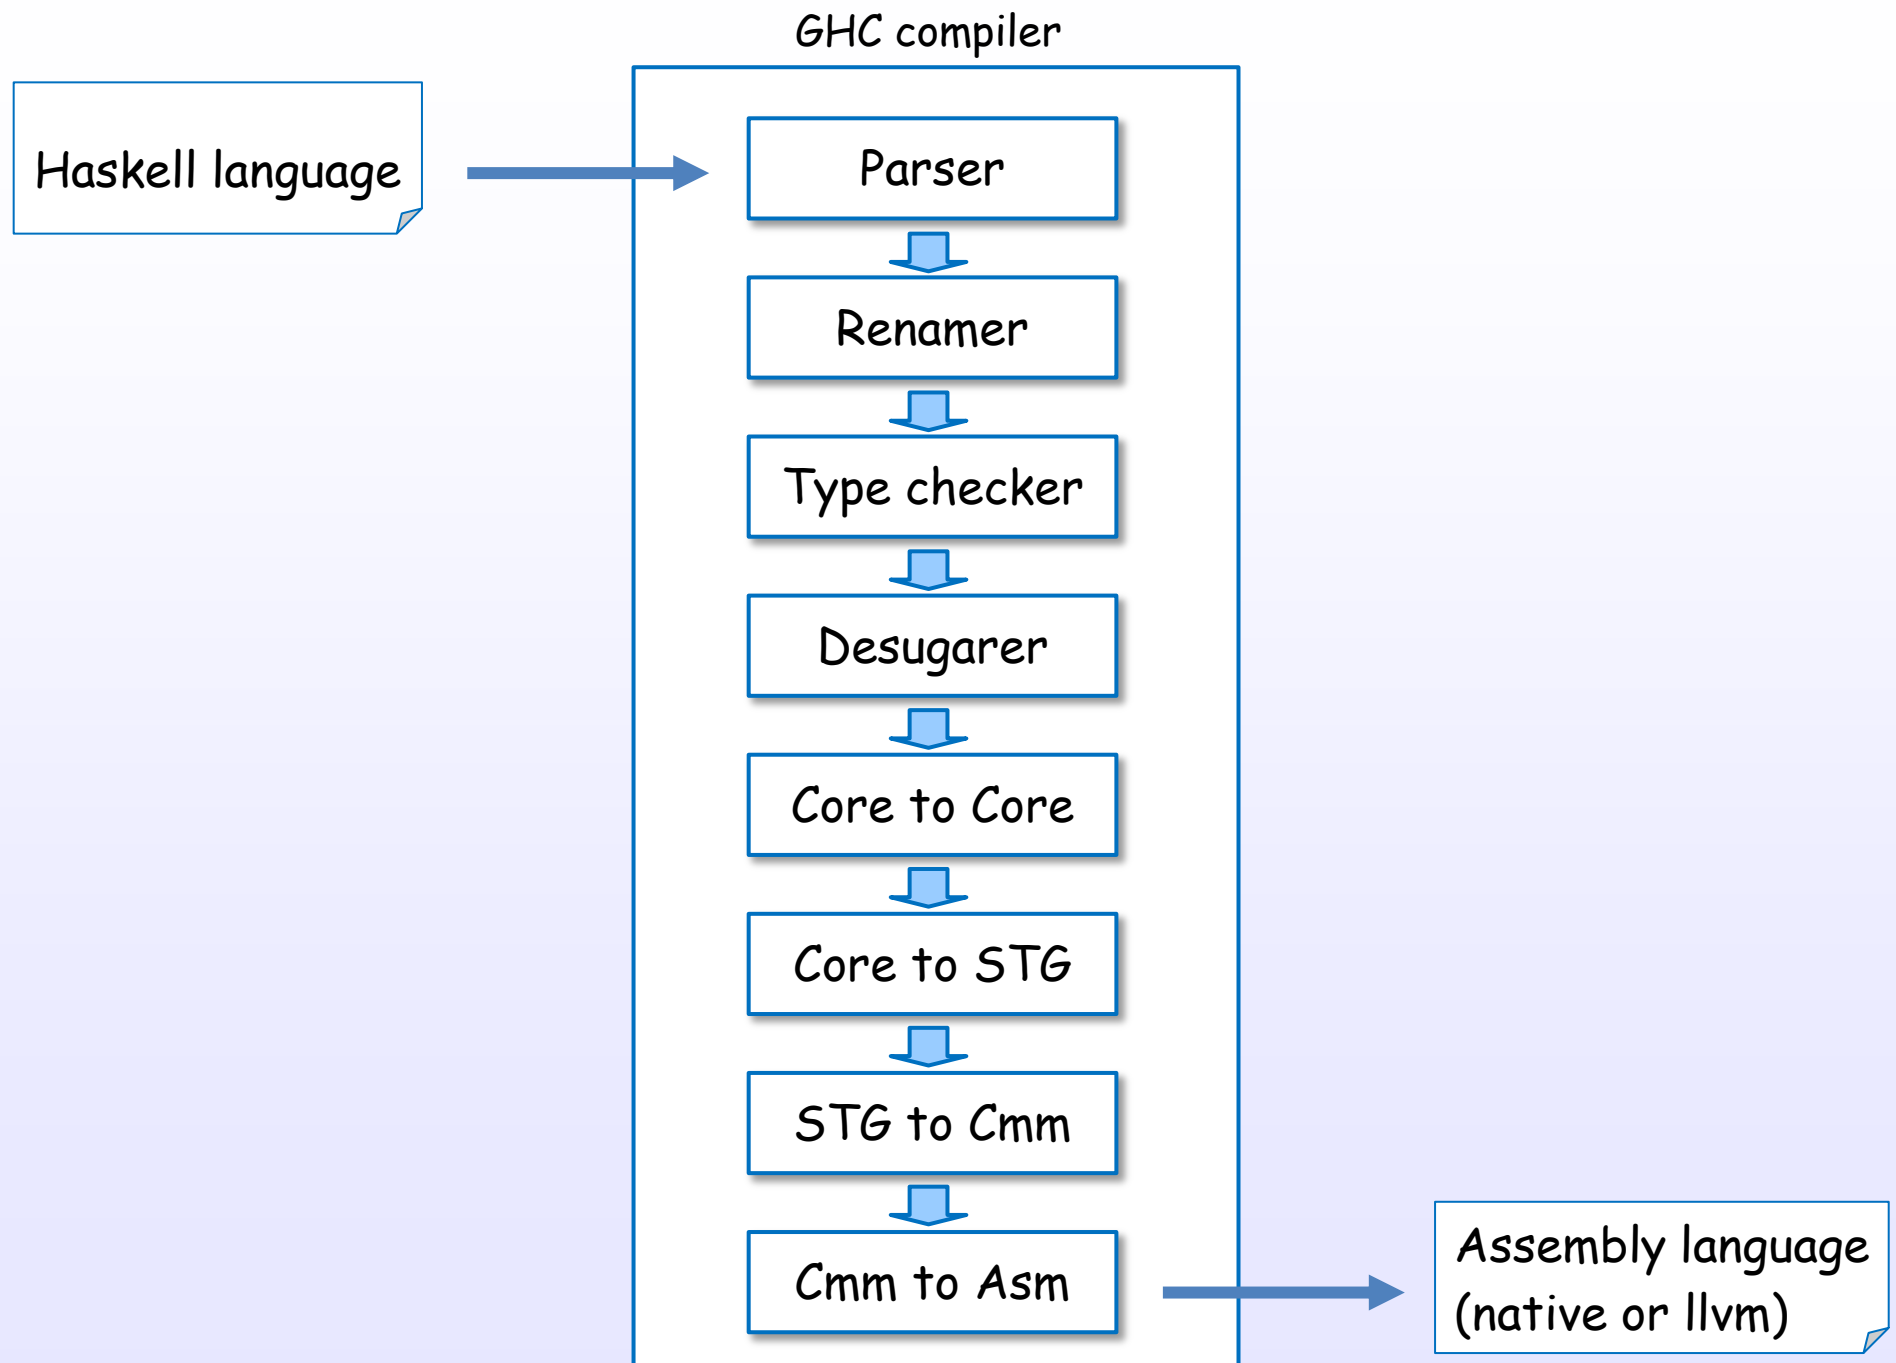 GHC compiler
Haskell language
Parser
Renamer
Type checker
Desugarer
Core to Core
Core to STG
STG to Cmm
Cmm to Asm
Assembly language
(native or llvm)